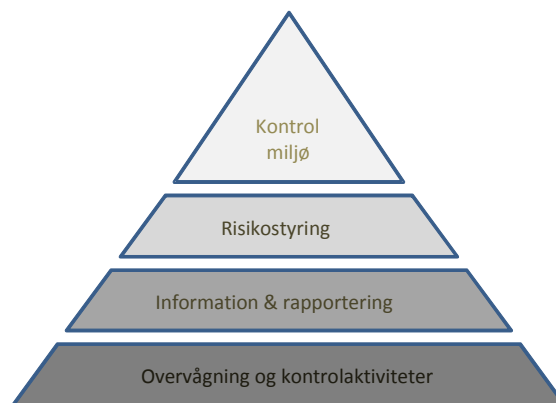 Kontrol
miljø
Risikostyring
Information & rapportering
Overvågning og kontrolaktiviteter